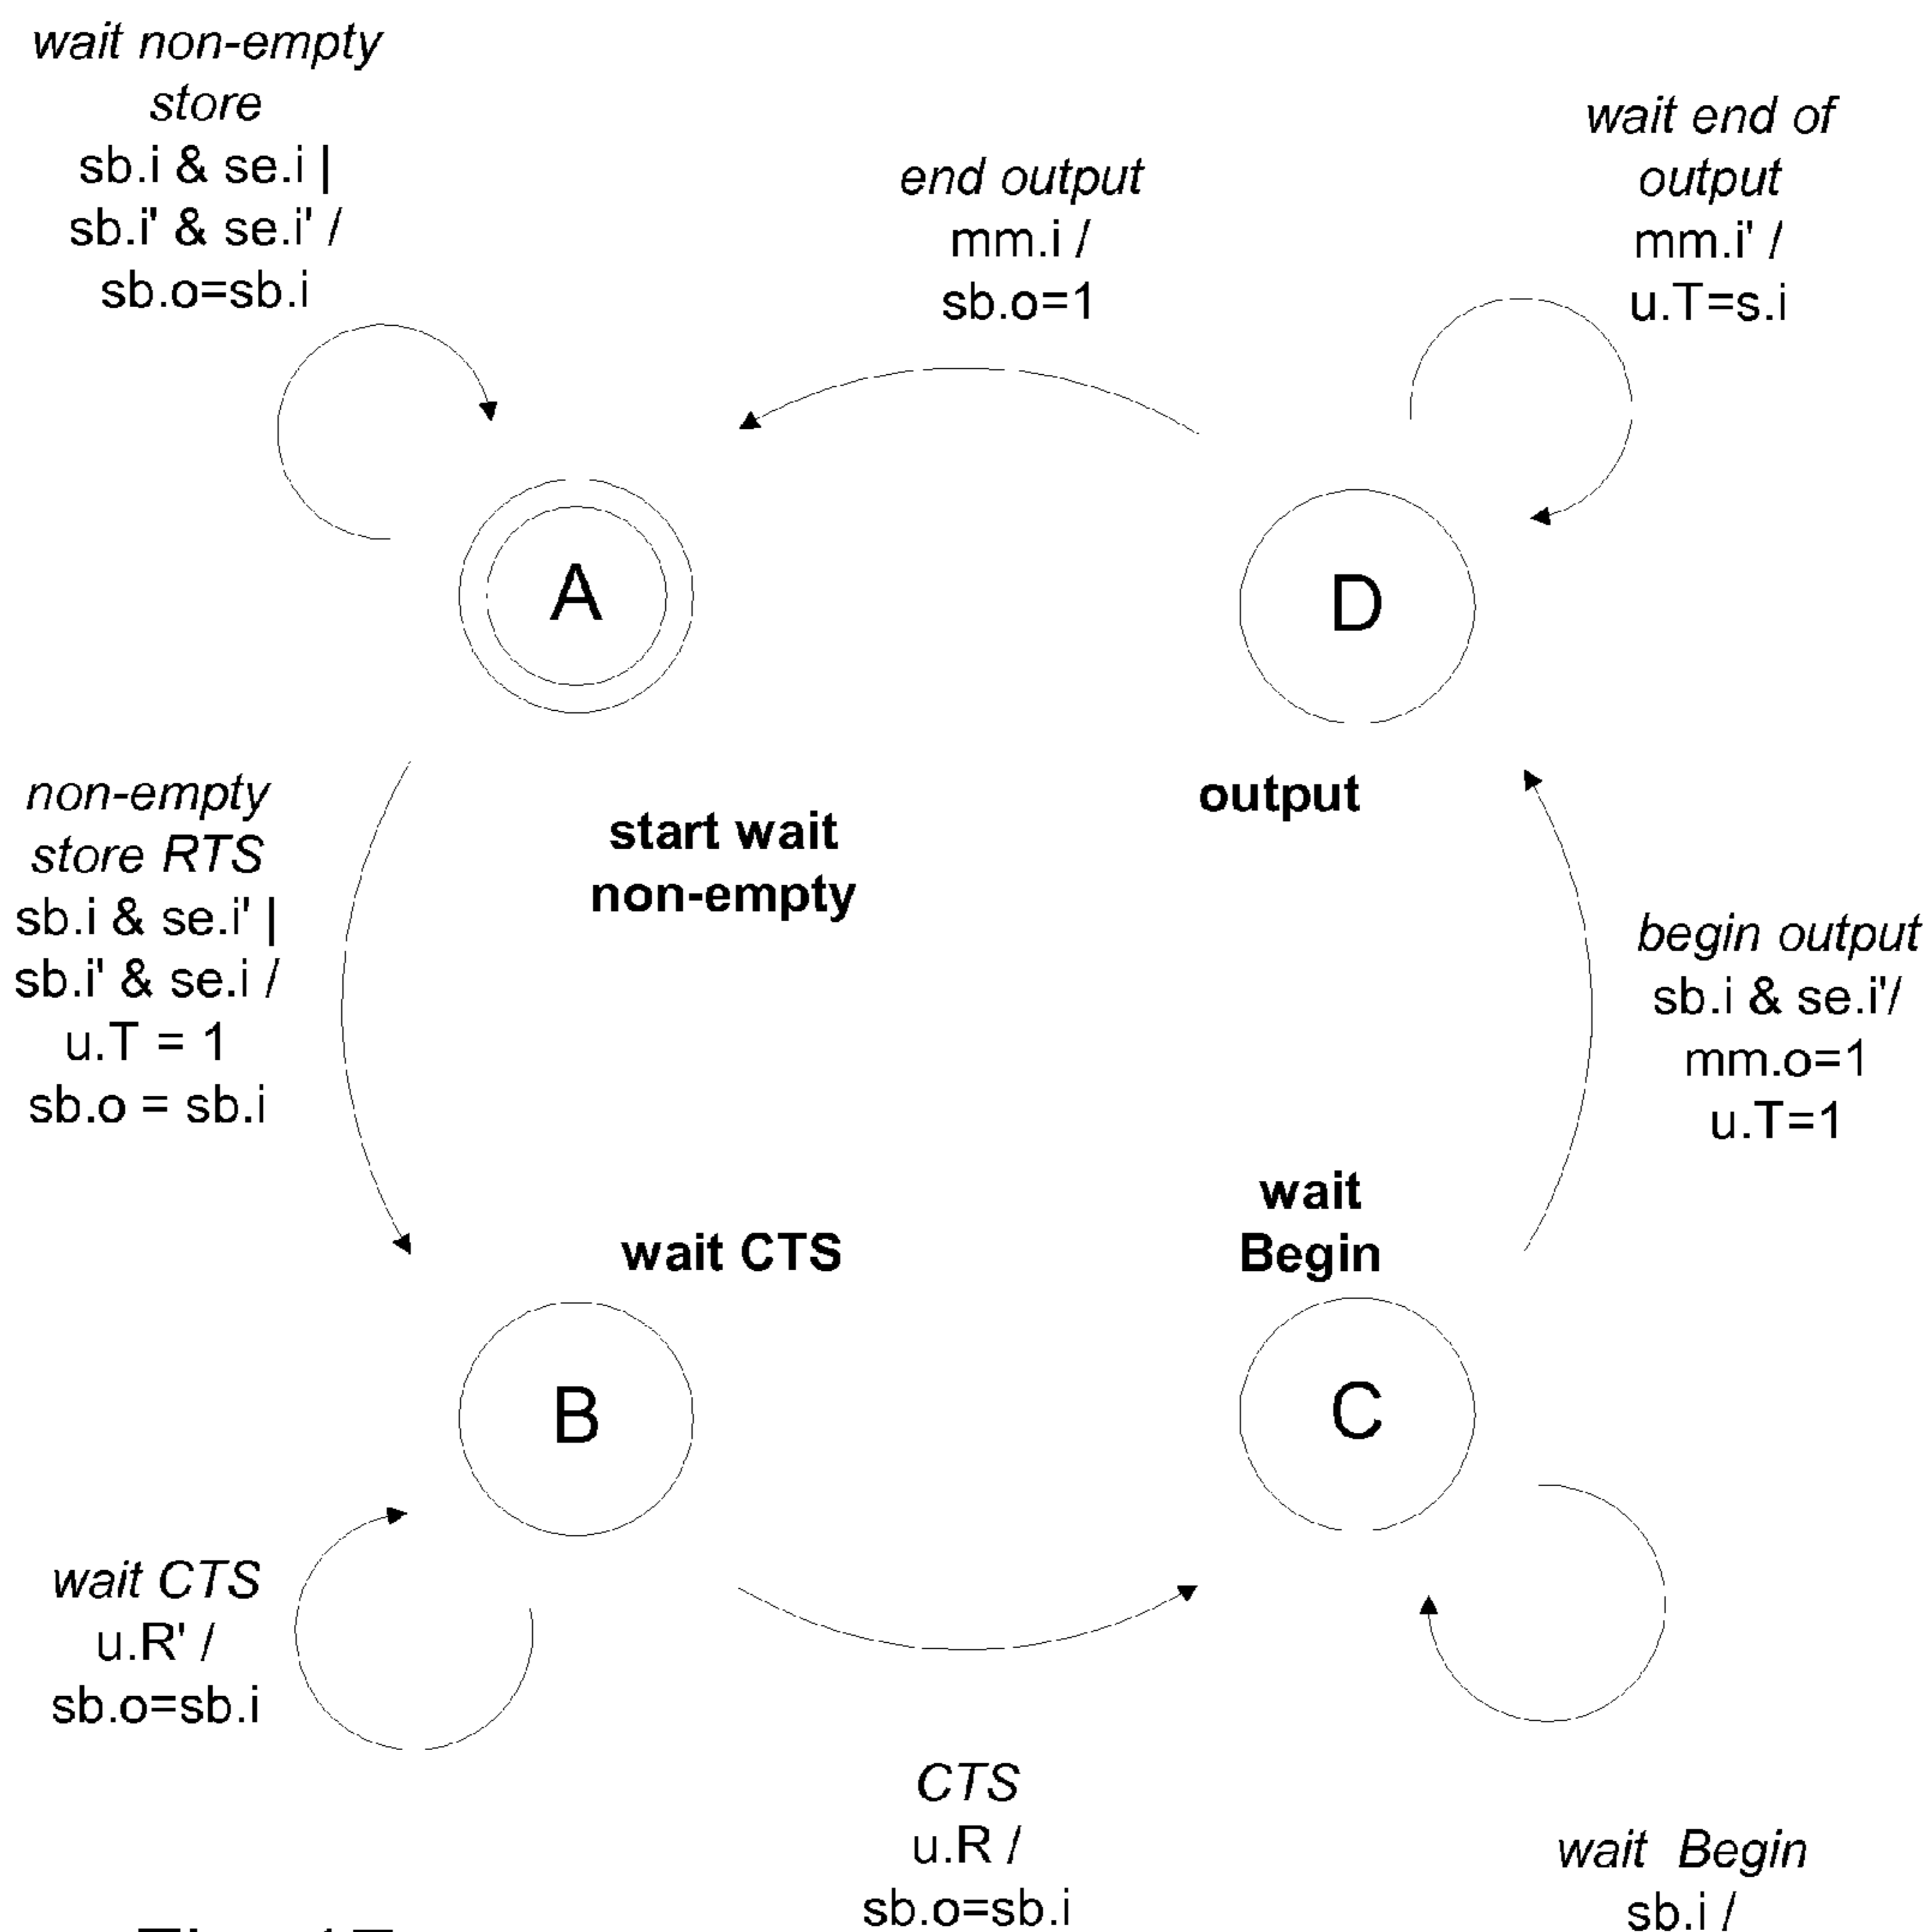 wait non-empty
store
sb.i & se.i |
sb.i' & se.i' /
sb.o=sb.i
end output
mm.i /
sb.o=1
wait end of
output
mm.i' /
u.T=s.i
A
D
output
non-empty
store RTS
sb.i & se.i' |
sb.i' & se.i /
u.T = 1
sb.o = sb.i
start wait
non-empty
begin output
sb.i & se.i'/
mm.o=1
u.T=1
wait CTS
wait
Begin
B
C
wait CTS
u.R' /
sb.o=sb.i
CTS
u.R /
sb.o=sb.i
wait Begin
sb.i /